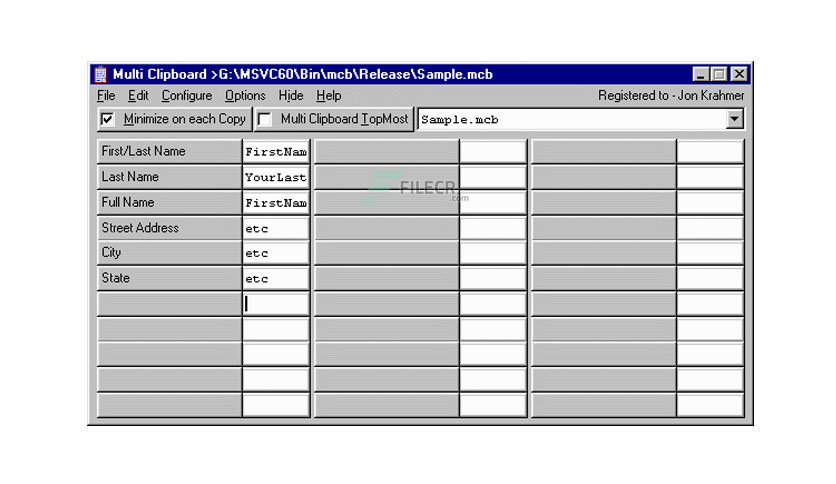 Multi Clipboard >G:\MSVC60\Bin\mcb\Release\Sample.mcb
File Edit Configure Options Hide Help Registered to - Jon Krahmer
Minimize on each Copy Multi Clipboard TopMost Sample.mcb
First/Last Name FirstNam
Last Name YourLast
FILECR
.com
Full Name FirstNam
Street Address etc
City etc
State etc